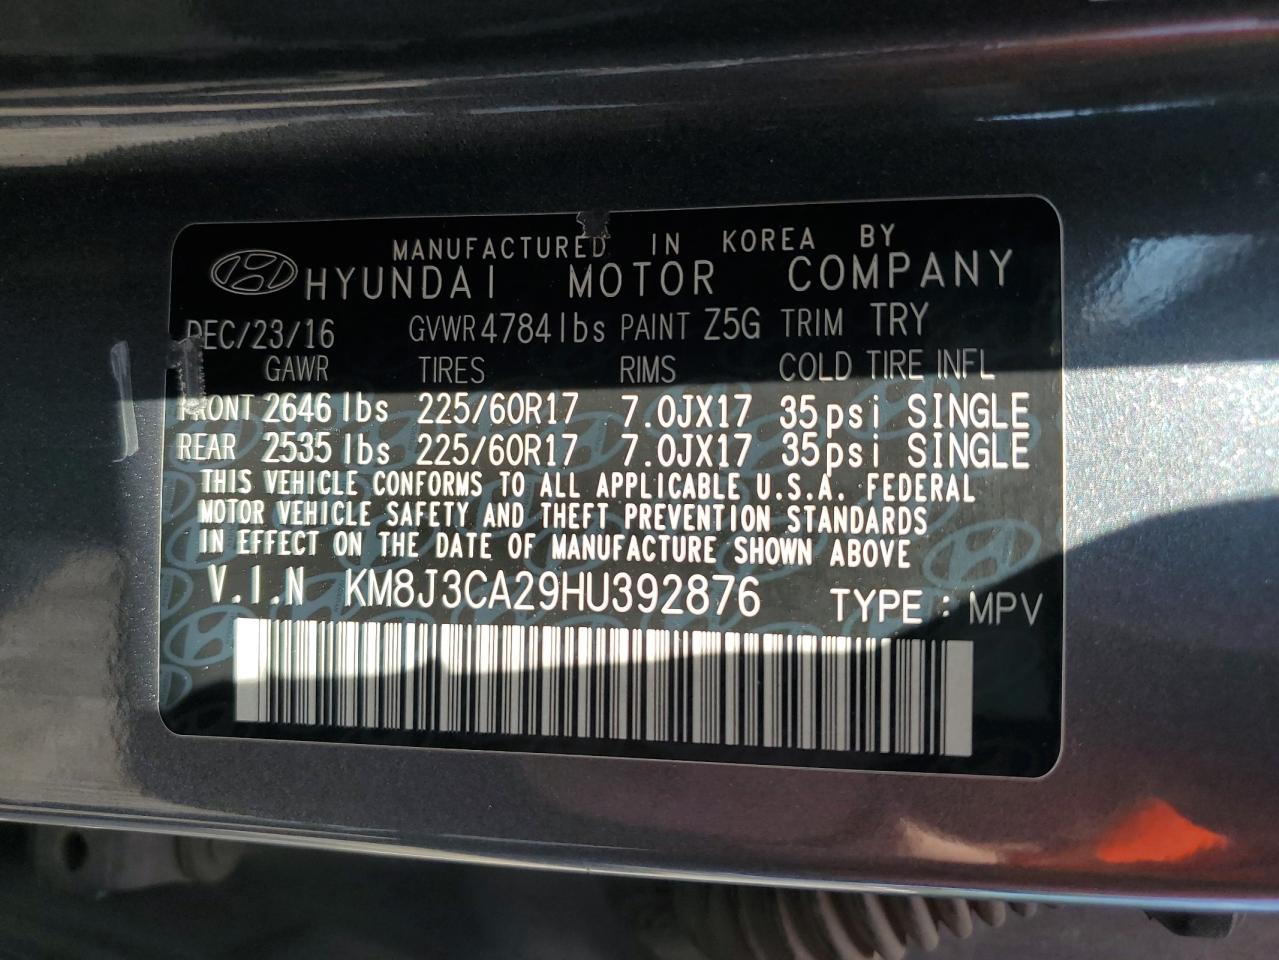 MANUFACTURED IN KOREA BY
HYUNDAI MOTOR COMPANY
DEC/23/16 GVWR 4784lbs PAINT Z5G TRIM TRY
GAWR TIRES RIMS COLD TIRE INFL
FRONT 2646 lbs 225/60R17 7.0JX17 35psi SINGLE
REAR 2535 lbs 225/60R17 7.0JX17 35psi SINGLE
THIS VEHICLE CONFORMS TO ALL APPLICABLE U.S.A. FEDERAL
MOTOR VEHICLE SAFETY AND THEFT PREVENTION STANDARDS
IN EFFECT ON THE DATE OF MANUFACTURE SHOWN ABOVE
V.I.N KM8J3CA29HU392876 TYPE : MPV